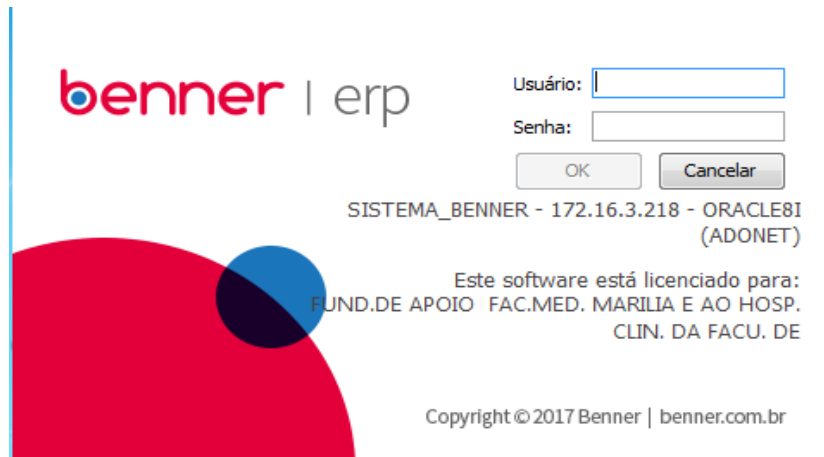 benner | erp
Usuário:
Senha:
OK
Cancelar
SISTEMA_BENNER - 172.16.3.218 - ORACLE8I
(ADONET)
Este software está licenciado para:
FUND.DE APOIO  FAC.MED. MARILIA E AO HOSP.
CLIN. DA FACU. DE
Copyright © 2017 Benner | benner.com.br